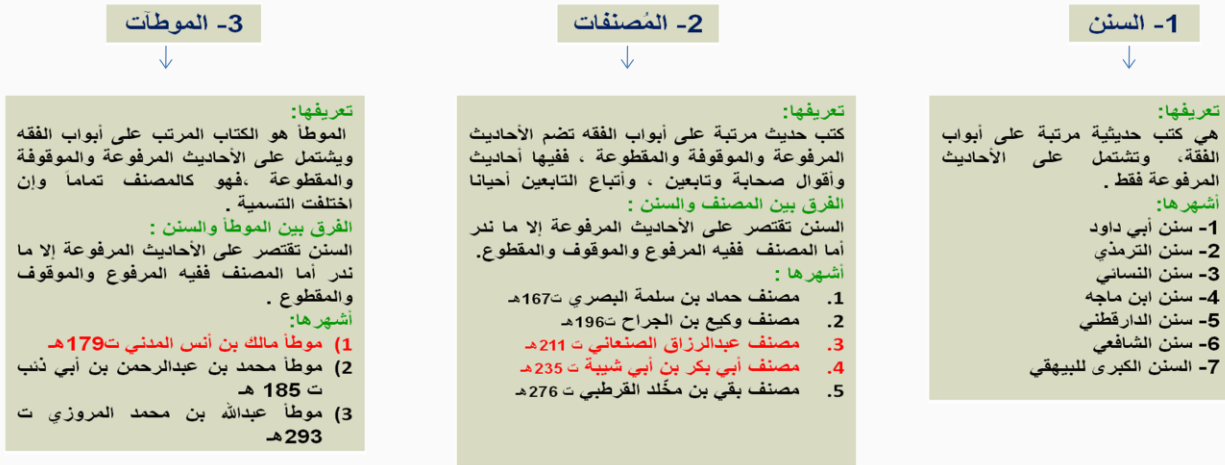 1- السنن
تعريفها:
هي كتب حديثية مرتبة على أبواب
الفقة، وتشتمل على الأحاديث
المرفوعة فقط .
أشهرها:
1- سنن أبي داود
2- سنن الترمذي
3- سنن النسائي
4- سنن ابن ماجه
5- سنن الدارقطني
6- سنن الشافعي
7- السنن الكبرى للبيهقي
2- المُصنفات
تعريفها:
كتب حديث مرتبة على أبواب الفقه تضم الأحاديث
المرفوعة والموقوفة والمقطوعة ، ففيها أحاديث
وأقوال صحابة وتابعين ، وأتباع التابعين أحيانا
الفرق بين المصنف والسنن :
السنن تقتصر على الأحاديث المرفوعة إلا ما ندر
أما المصنف ففيه المرفوع والموقوف والمقطوع.
أشهرها :
1. مصنف حماد بن سلمة البصري ت167هـ
2. مصنف وكيع بن الجراح ت196هـ
3. مصنف عبدالرزاق الصنعاني ت 211هـ
4. مصنف أبي بكر بن أبي شيبة ت 235هـ
5. مصنف بقي بن مخَّلد القرطبي ت 276هـ
3- الموطآت
تعريفها:
الموطأ هو الكتاب المرتب على أبواب الفقه
ويشتمل على الأحاديث المرفوعة والموقوفة
والمقطوعة ،فهو كالمصنف تماماً وإن
اختلفت التسمية .
الفرق بين الموطأ والسنن :
السنن تقتصر على الأحاديث المرفوعة إلا ما
ندر أما المصنف ففيه المرفوع والموقوف
والمقطوع .
أشهرها:
1) موطأ مالك بن أنس المدني ت179هـ
2) موطأ محمد بن عبدالرحمن بن أبي ذئب
ت 185 هـ
3) موطأ عبدالله بن محمد المروزي ت
293هـ